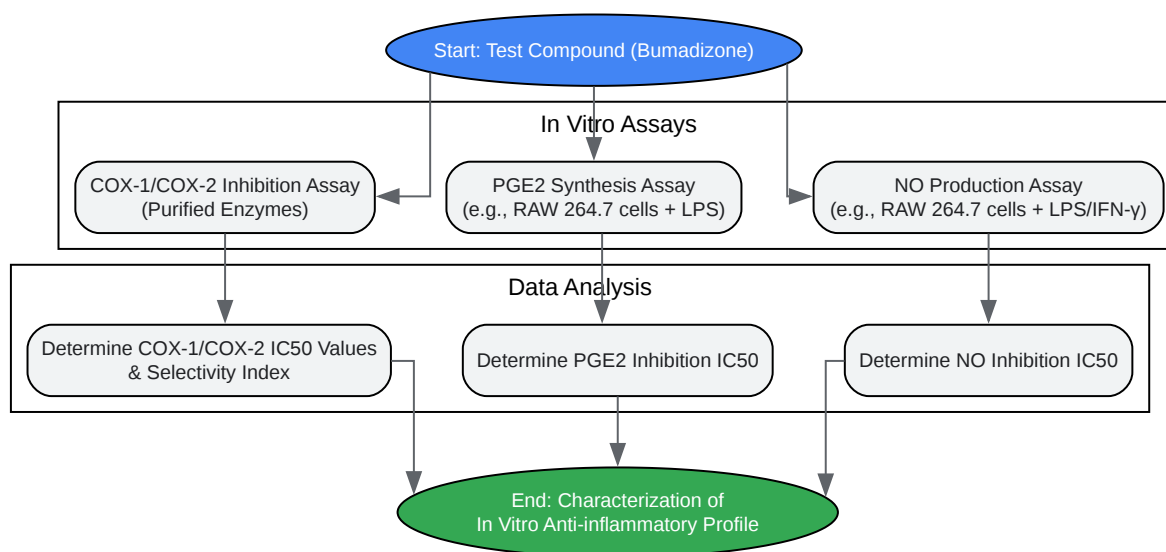 Start: Test Compound (Bumadizone)
In Vitro Assays
COX-1/COX-2 Inhibition Assay
(Purified Enzymes)
PGE2 Synthesis Assay
(e.g., RAW 264.7 cells + LPS)
NO Production Assay
(e.g., RAW 264.7 cells + LPS/IFN-γ)
Data Analysis
Determine COX-1/COX-2 IC50 Values
& Selectivity Index
Determine PGE2 Inhibition IC50
Determine NO Inhibition IC50
End: Characterization of
In Vitro Anti-inflammatory Profile